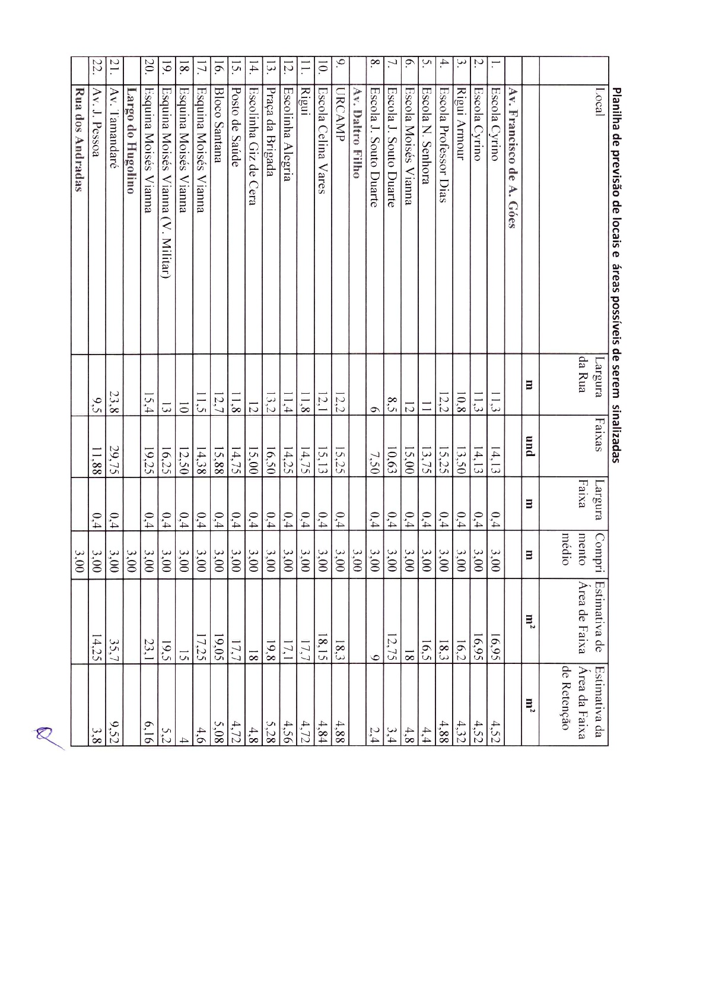 Planilha de previsão de locais e áreas possíveis de serem sinalizadas
Local Largura da Rua Faixas Largura Faixa Compri mento médio Estimativa de Área de Faixa Estimativa da Área da Faixa de Retenção
m und m m m² m²
Av. Francisco de A. Góes
1. Escola Cyrino 11,3 14,13 0,4 3,00 16,95 4,52
2. Escola Cyrino 11,3 14,13 0,4 3,00 16,95 4,52
3. Rigui Armour 10,8 13,50 0,4 3,00 16,2 4,32
4. Escola Professor Dias 12,2 15,25 0,4 3,00 18,3 4,88
5. Escola N. Senhora 11 13,75 0,4 3,00 16,5 4,4
6. Escola Moisés Vianna 12 15,00 0,4 3,00 18 4,8
7. Escola J. Souto Duarte 8,5 10,63 0,4 3,00 12,75 3,4
8. Escola J. Souto Duarte 6 7,50 0,4 3,00 9 2,4
Av. Daltro Filho 3,00
9. URCAMP 12,2 15,25 0,4 3,00 18,3 4,88
10. Escola Celina Vares 12,1 15,13 0,4 3,00 18,15 4,84
11. Rigui 11,8 14,75 0,4 3,00 17,7 4,72
12. Escolinha Alegria 11,4 14,25 0,4 3,00 17,1 4,56
13. Praça da Brigada 13,2 16,50 0,4 3,00 19,8 5,28
14. Escolinha Giz de Cera 12 15,00 0,4 3,00 18 4,8
15. Posto de Saúde 11,8 14,75 0,4 3,00 17,7 4,72
16. Bloco Santana 12,7 15,88 0,4 3,00 19,05 5,08
17. Esquina Moisés Vianna 11,5 14,38 0,4 3,00 17,25 4,6
18. Esquina Moisés Vianna 10 12,50 0,4 3,00 15 4
19. Esquina Moisés Vianna (V. Militar) 13 16,25 0,4 3,00 19,5 5,2
20. Esquina Moisés Vianna 15,4 19,25 0,4 3,00 23,1 6,16
Largo do Hugolino 3,00
21. Av. Tamandaré 23,8 29,75 0,4 3,00 35,7 9,52
22. Av. J. Pessoa 9,5 11,88 0,4 3,00 14,25 3,8
Rua dos Andradas 3,00